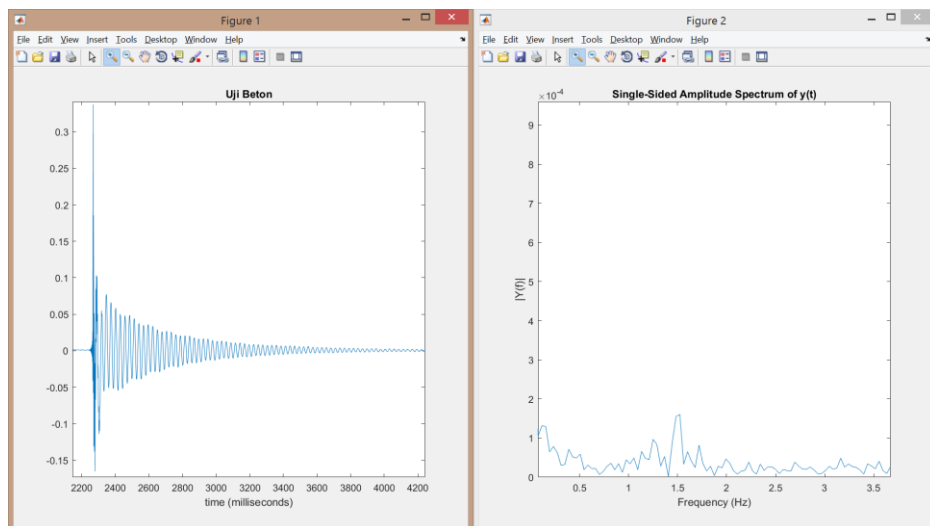 Figure 1
File Edit View Insert Tools Desktop Window Help
Uji Beton
0.3
0.25
0.2
0.15
0.1
0.05
0
-0.05
-0.1
-0.15
2200 2400 2600 2800 3000 3200 3400 3600 3800 4000 4200
time (milliseconds)
Figure 2
File Edit View Insert Tools Desktop Window Help
×10⁻⁴
Single-Sided Amplitude Spectrum of y(t)
9
8
7
6
5
4
3
2
1
0
|Y(f)|
0.5 1 1.5 2 2.5 3 3.5
Frequency (Hz)